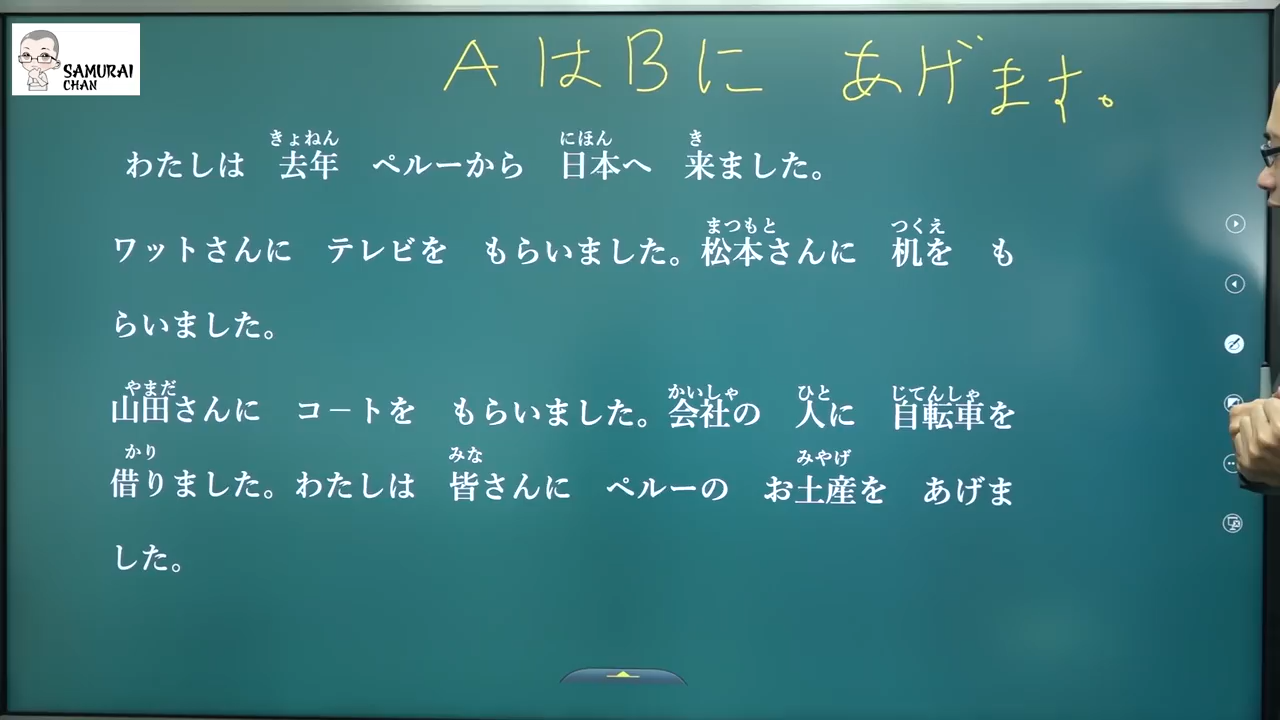 SAMURAI
CHAN
AはBに あげます。
きょねん にほん き
わたしは 去年 ペルーから 日本へ 来ました。
まつもと つくえ
ワットさんに テレビを もらいました。松本さんに 机を も
らいました。
やまだ かいしゃ ひと じてんしゃ
山田さんに コートを もらいました。会社の 人に 自転車を
かり みな みやげ
借りました。わたしは 皆さんに ペルーの お土産を あげま
した。